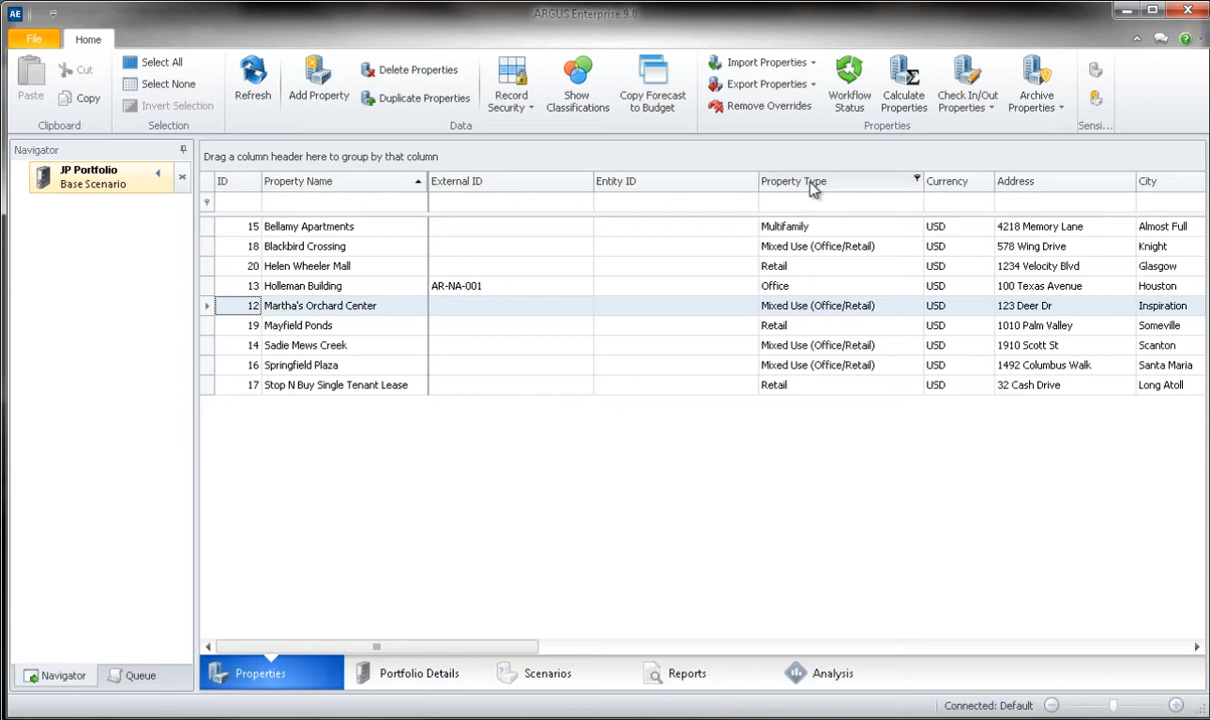 AE
ARGUS Enterprise 9.0
File
Home
Paste
Cut
Copy
Clipboard
Select All
Select None
Invert Selection
Selection
Refresh
Add Property
Delete Properties
Duplicate Properties
Data
Record
Security
Show
Classifications
Copy Forecast
to Budget
Import Properties
Export Properties
Remove Overrides
Workflow
Status
Calculate
Properties
Check In/Out
Properties
Archive
Properties
Properties
Sensi...
Navigator
JP Portfolio
Base Scenario
Drag a column header here to group by that column
ID Property Name External ID Entity ID Property Type Currency Address City
15 Bellamy Apartments Multifamily USD 4218 Memory Lane Almost Full
18 Blackbird Crossing Mixed Use (Office/Retail) USD 578 Wing Drive Knight
20 Helen Wheeler Mall Retail USD 1234 Velocity Blvd Glasgow
13 Holleman Building AR-NA-001 Office USD 100 Texas Avenue Houston
12 Martha's Orchard Center Mixed Use (Office/Retail) USD 123 Deer Dr Inspiration
19 Mayfield Ponds Retail USD 1010 Palm Valley Someville
14 Sadie Mews Creek Mixed Use (Office/Retail) USD 1910 Scott St Scanton
16 Springfield Plaza Mixed Use (Office/Retail) USD 1492 Columbus Walk Santa Maria
17 Stop N Buy Single Tenant Lease Retail USD 32 Cash Drive Long Atoll
Navigator Queue
Properties Portfolio Details Scenarios Reports Analysis
Connected: Default